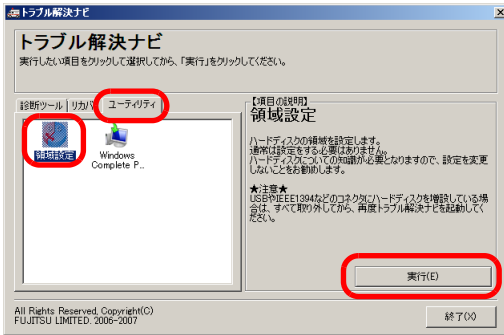 トラブル解決ナビ
トラブル解決ナビ
実行したい項目をクリックして選択してから、「実行」をクリックしてください。
診断ツール
リカバ
ユーティリティ
領域設定
Windows
Complete P...
【項目の説明】
領域設定
ハードディスクの領域を設定します。
通常は設定をする必要はありません。
ハードディスクについての知識が必要となりますので、設定を変更
しないことをお勧めします。
★注意★
USBやIEEE1394などのコネクタにハードディスクを増設している場
合は、すべて取り外してから、再度トラブル解決ナビを起動してく
ださい。
実行(E)
All Rights Reserved, Copyright(C)
FUJITSU LIMITED. 2006-2007
終了(X)